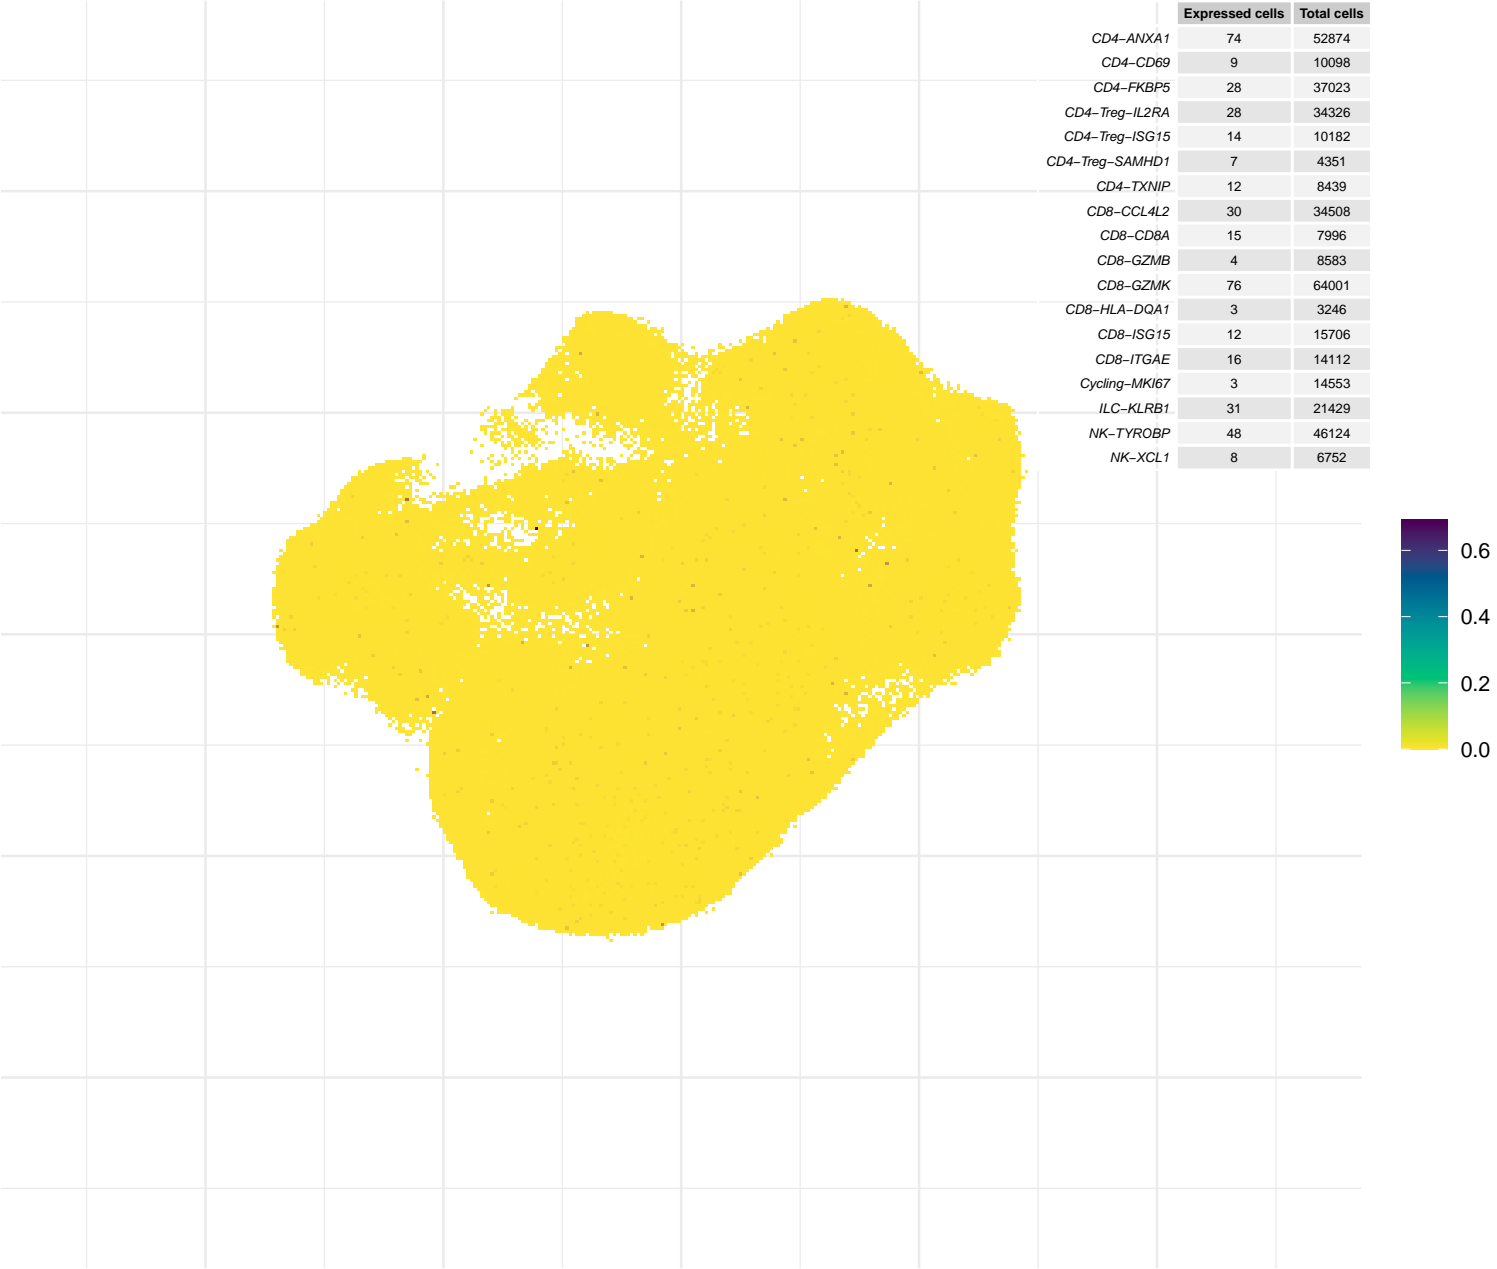 Expressed cells Total cells
CD4−ANXA1 74 52874
CD4−CD69 9 10098
CD4−FKBP5 28 37023
CD4−Treg−IL2RA 28 34326
CD4−Treg−ISG15 14 10182
CD4−Treg−SAMHD1 7 4351
CD4−TXNIP 12 8439
CD8−CCL4L2 30 34508
CD8−CD8A 15 7996
CD8−GZMB 4 8583
CD8−GZMK 76 64001
CD8−HLA−DQA1 3 3246
CD8−ISG15 12 15706
CD8−ITGAE 16 14112
Cycling−MKI67 3 14553
ILC−KLRB1 31 21429
NK−TYROBP 48 46124
NK−XCL1 8 6752
0.6
0.4
0.2
0.0